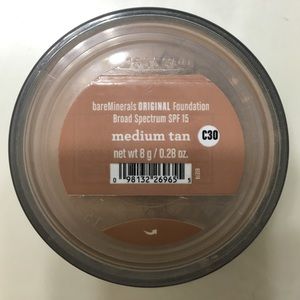 bareMinerals ORIGINAL Foundation
Broad Spectrum SPF 15
medium tan
C30
net wt 8 g / 0.28 oz.
0 98132 26965 5